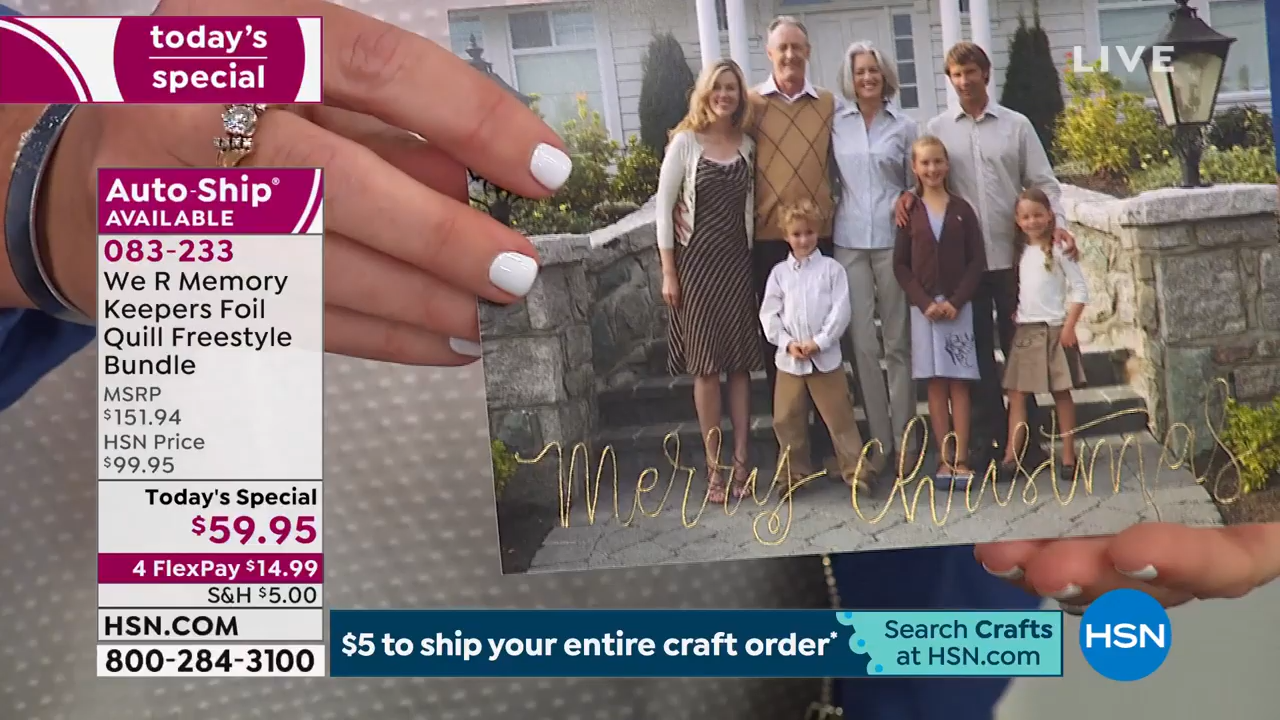 today's
special
LIVE
Auto-Ship®
AVAILABLE
083-233
We R Memory
Keepers Foil
Quill Freestyle
Bundle
MSRP
$151.94
HSN Price
$99.95
Today's Special
$59.95
4 FlexPay $14.99
S&H $5.00
HSN.COM
800-284-3100
Merry Christmas
$5 to ship your entire craft order*
Search Crafts
at HSN.com
HSN